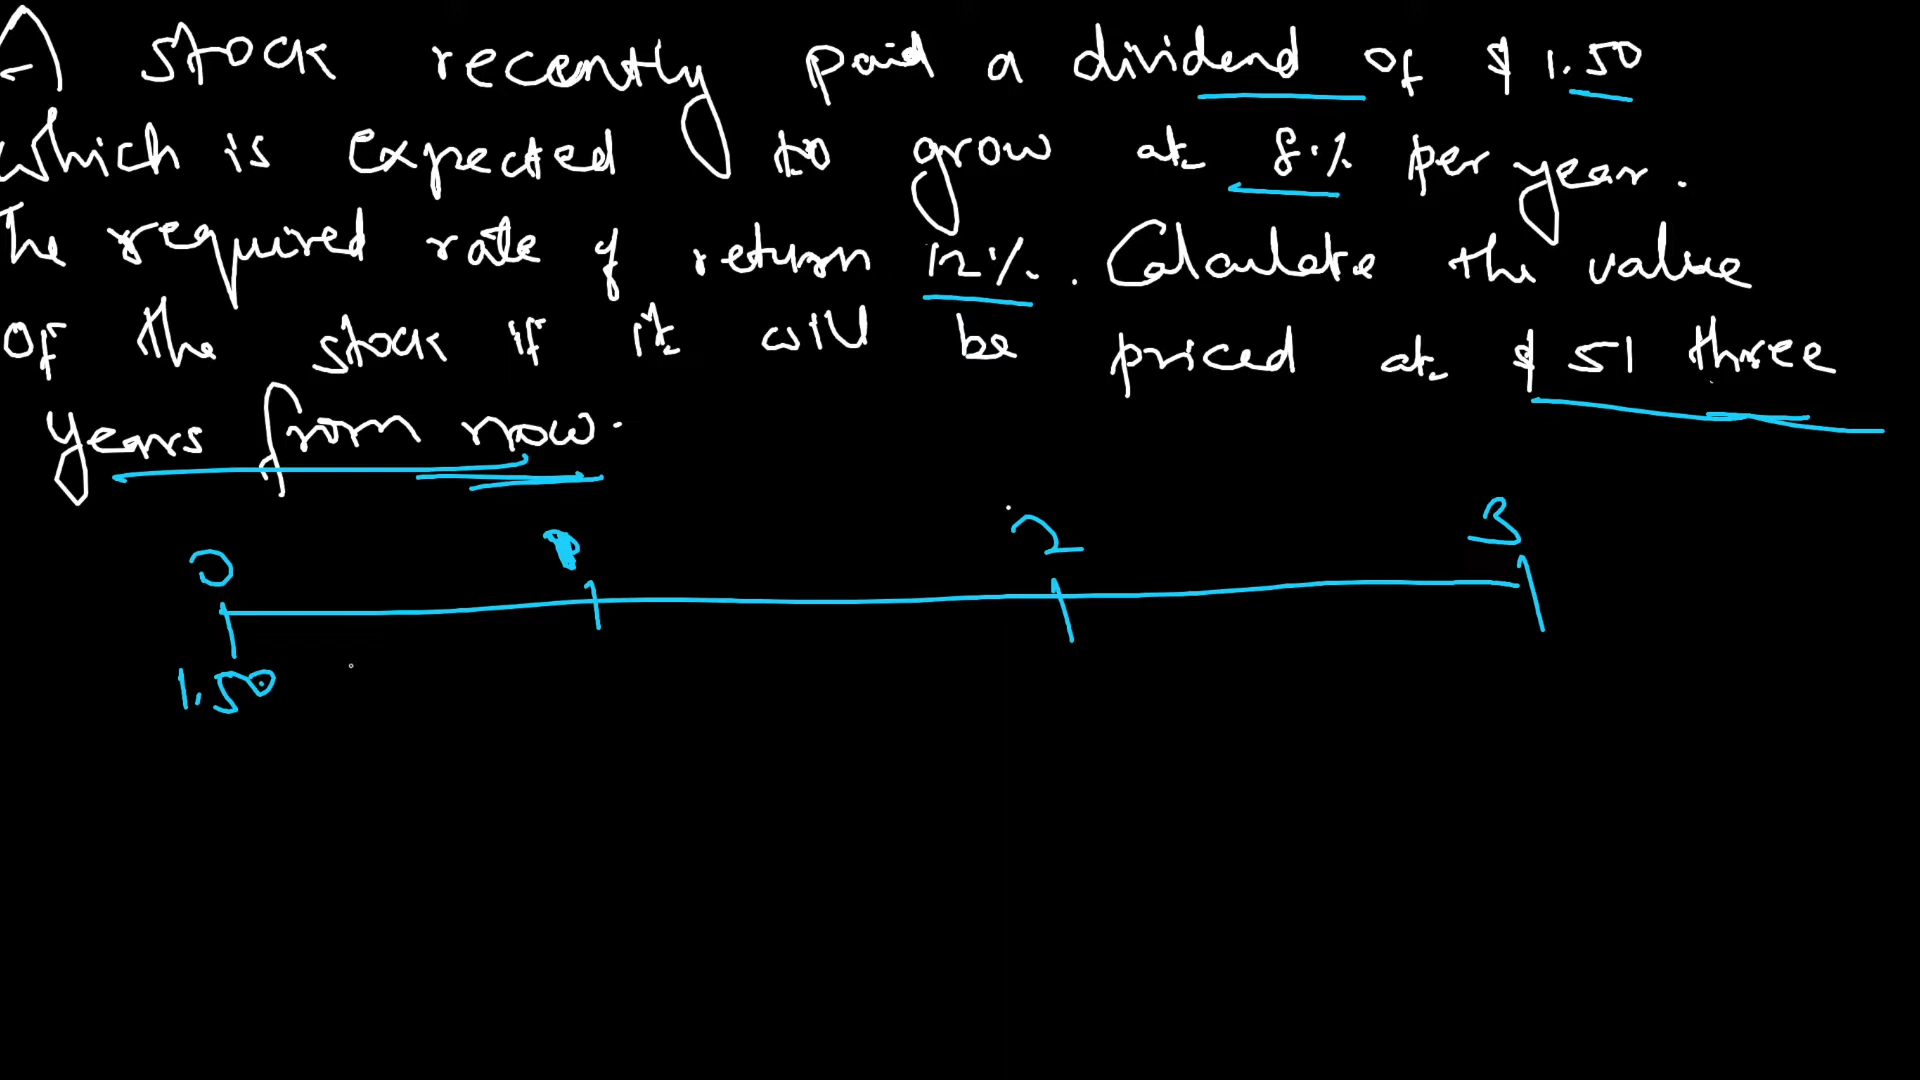 A stock recently paid a dividend of $ 1.50
which is expected to grow at 8% per year.
The required rate of return 12%. Calculate the value
of the stock if it will be priced at $ 51 three
years from now.
0 2 3
1.50